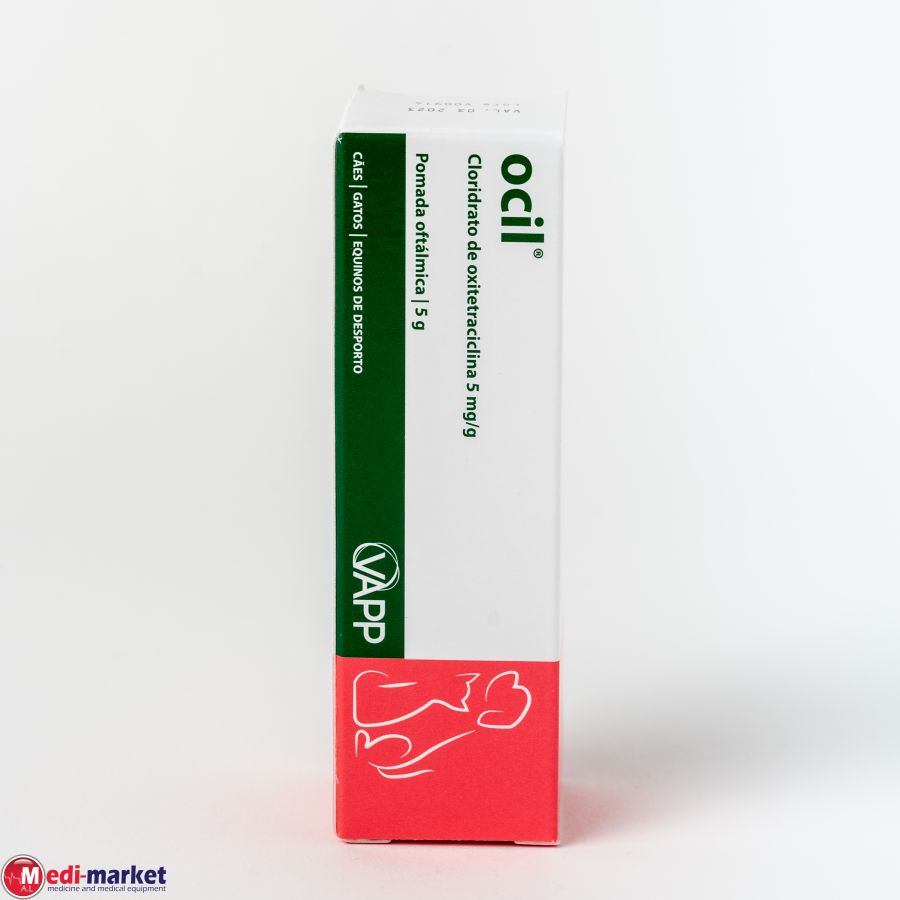 VAL. 03 2023
ocil®
Cloridrato de oxitetraciclina 5 mg/g
Pomada oftálmica | 5 g
CÃES | GATOS | EQUINOS DE DESPORTO
VAPP
Medi-market
A.L
medicine and medical equipment